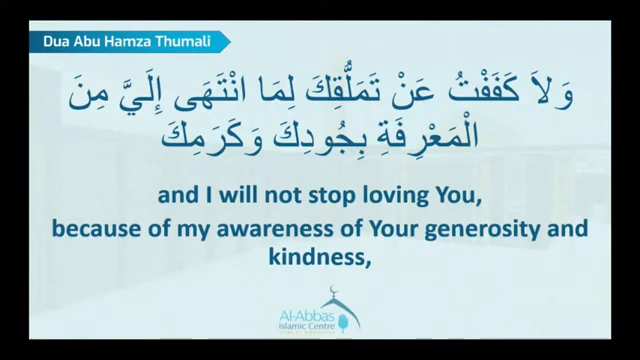 Dua Abu Hamza Thumali
وَلاَ كَفَفْتُ عَنْ تَمَلُّقِكَ لِمَا انْتَهَى إِلَيَّ مِنَ
الْمَعْرِفَةِ بِجُودِكَ وَكَرَمِكَ
and I will not stop loving You,
because of my awareness of Your generosity and
kindness,
Al-Abbas
Islamic Centre